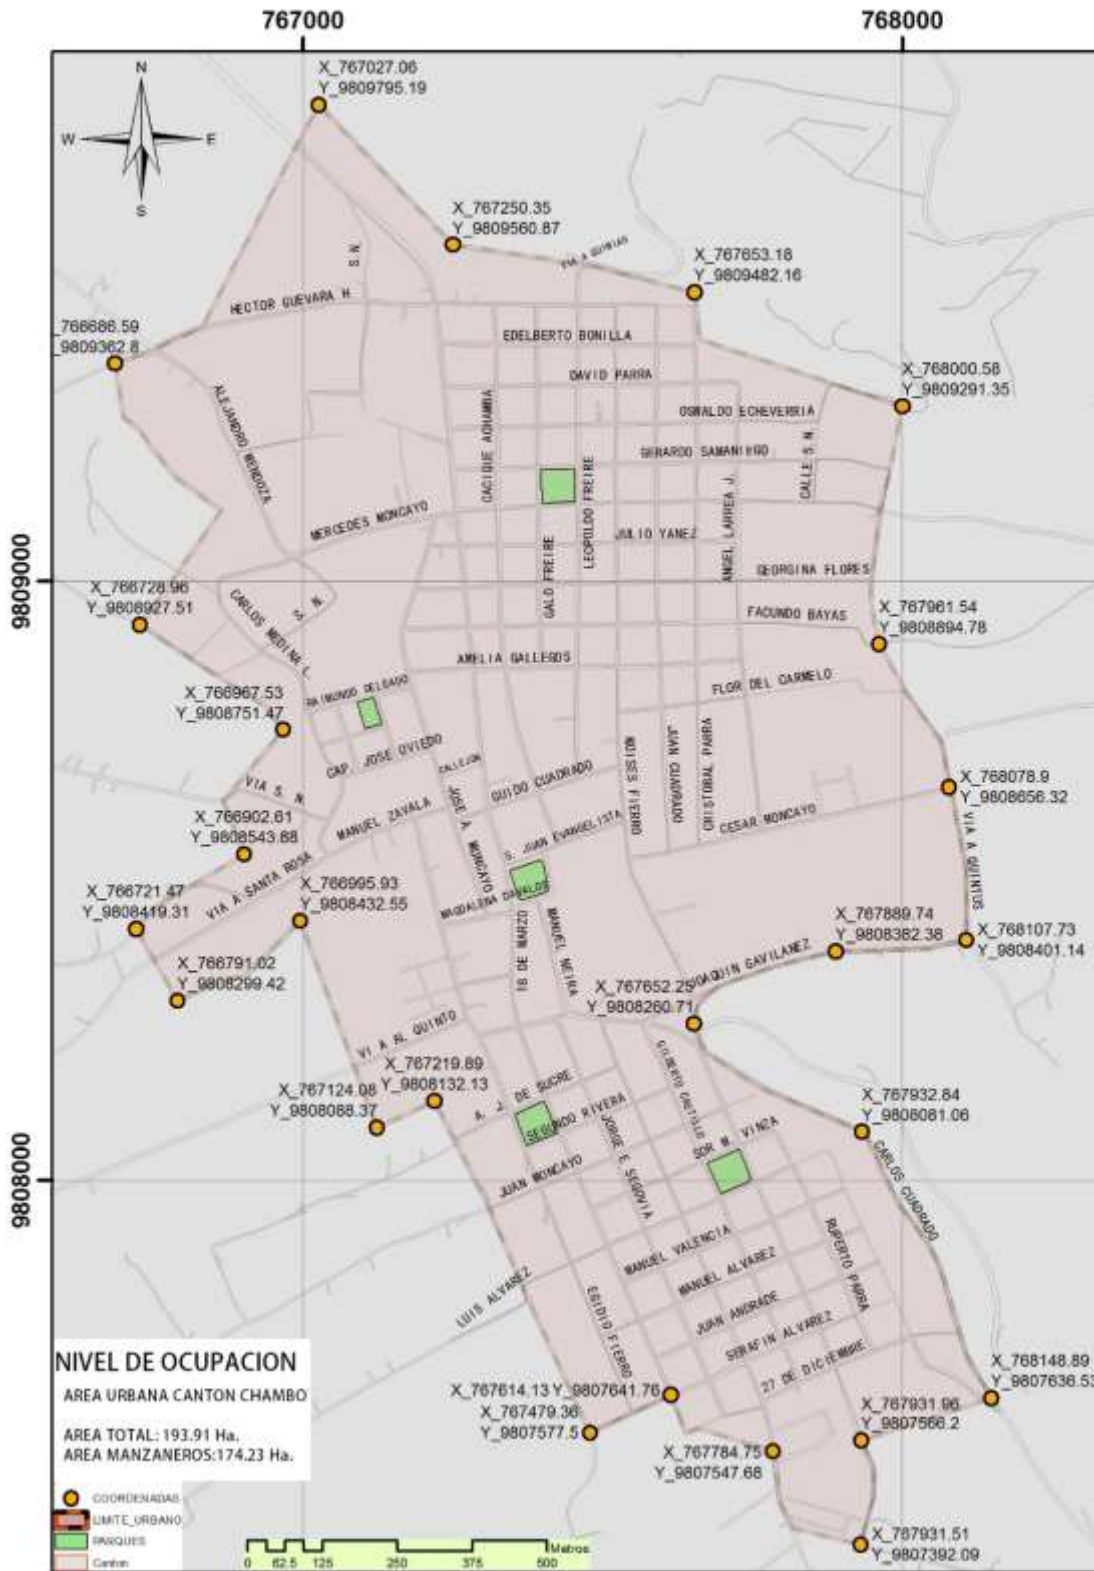 767000
768000
N
W
E
S
X_767027.06
Y_9809795.19
X_767250.35
Y_9809560.87
VIA A QUINTAS
X_767653.18
Y_9809482.16
S N
HECTOR GUEVARA H
_766686.59
_9809362.8
EDELBERTO BONILLA
DAVID PARRA
X_768000.58
Y_9809291.35
ALEJANDRO MENDOZA
CACIQUE ACHAMBA
OSWALDO ECHEVERRIA
GERARDO SAMANIEGO
CALLE S.N.
LEOPOLDO FREIRE
ANGEL LARREA J.
MERCEDES MONCAYO
JULIO YANEZ
GALO FREIRE
9809000
GEORGINA FLORES
X_766728.96
Y_9808927.51
CARLOS MEDINA L.
S N.
FACUNDO BAYAS
X_767961.54
Y_9808894.78
AMELIA GALLEGOS
FLOR DEL CARMELO
X_766967.53
Y_9808751.47
RAIMUNDO DELGADO
CAP. JOSE OVIEDO
CALLEJON
MOISES FIERRO
JUAN CUADRADO
CRISTOBAL PARRA
VIA S. N.
GUIDO CUADRADO
X_768078.9
Y_9808656.32
MANUEL ZAVALA
JOSE A. MONCAYO
S. JUAN EVANGELISTA
CESAR MONCAYO
VIA A QUINTUS
X_766902.61
Y_9808543.68
VIA A SANTA ROSA
X_766721.47
Y_9808419.31
X_766995.93
Y_9808432.55
MAGDALENA DAVALOS
18 DE MARZO
MANUEL NEIRA
X_767889.74
Y_9808382.38
X_768107.73
Y_9808401.14
X_766791.02
Y_9808299.42
JOAQUIN GAVILANEZ
X_767652.25
Y_9808260.71
VI A AL QUINTO
GILBERTO CASTILLO
X_767219.89
Y_9808132.13
X_767124.08
Y_9808088.37
A. J. DE SUCRE
SEGUNDO RIVERA
X_767932.84
Y_9808081.06
JORGE E. SEGOVIA
SOR M. VINZA
CARLOS CUADRADO
JUAN MONCAYO
9808000
MANUEL VALENCIA
RUPERTO PARRA
MANUEL ALVAREZ
LUIS ALVAREZ
EGIDIO FIERRO
JUAN ANDRADE
SERAFIN ALVAREZ
27 DE DICIEMBRE
X_767614.13 Y_9807641.76
X_768148.89
Y_9807636.53
X_767479.36
Y_9807577.5
X_767931.96
Y_9807566.2
X_767784.75
Y_9807547.68
X_767931.51
Y_9807392.09
NIVEL DE OCUPACION
AREA URBANA CANTON CHAMBO
AREA TOTAL: 193.91 Ha.
AREA MANZANEROS:174.23 Ha.
COORDENADAS
LIMITE_URBANO
PARQUES
Canton
Metros
0 62.5 125 250 375 500